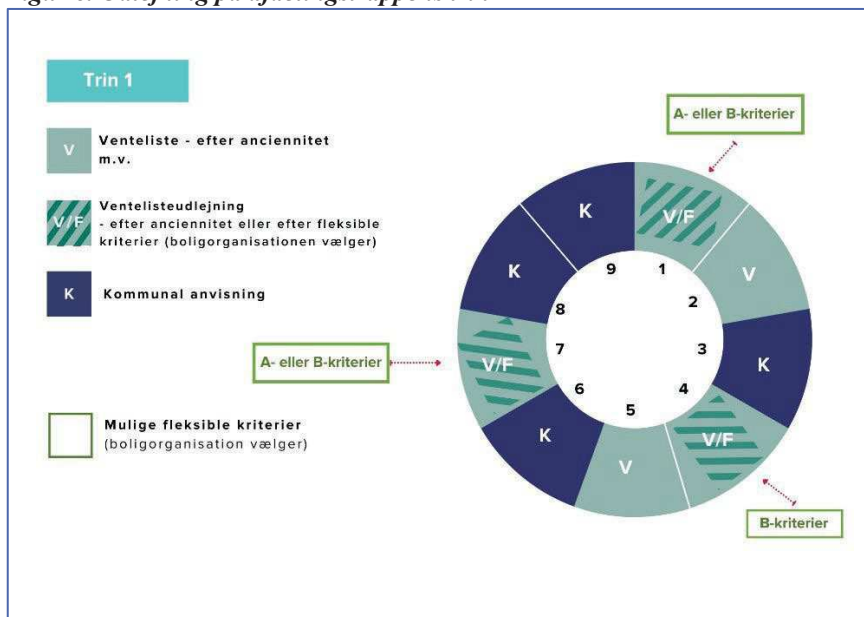 Trin 1
V
Venteliste - efter anciennitet
m.v.
V/F
Ventelisteudlejning
- efter anciennitet eller efter fleksible
kriterier (boligorganisationen vælger)
K
Kommunal anvisning
Mulige fleksible kriterier
(boligorganisation vælger)
A- eller B-kriterier
A- eller B-kriterier
B-kriterier
V/F
V
K
V/F
V
K
V/F
K
K
1
2
3
4
5
6
7
8
9